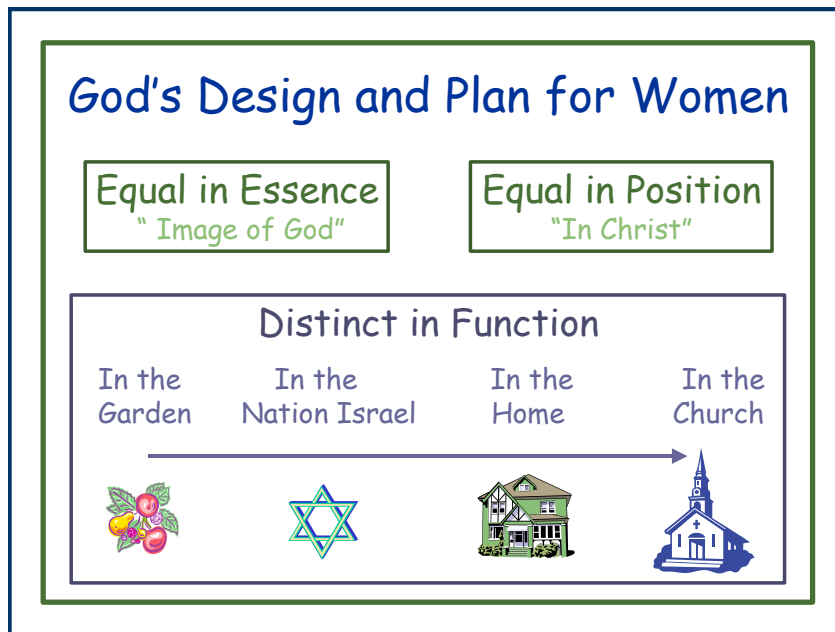 God's Design and Plan for Women
Equal in Essence
" Image of God"
Equal in Position
"In Christ"
Distinct in Function
In the
Garden
In the
Nation Israel
In the
Home
In the
Church